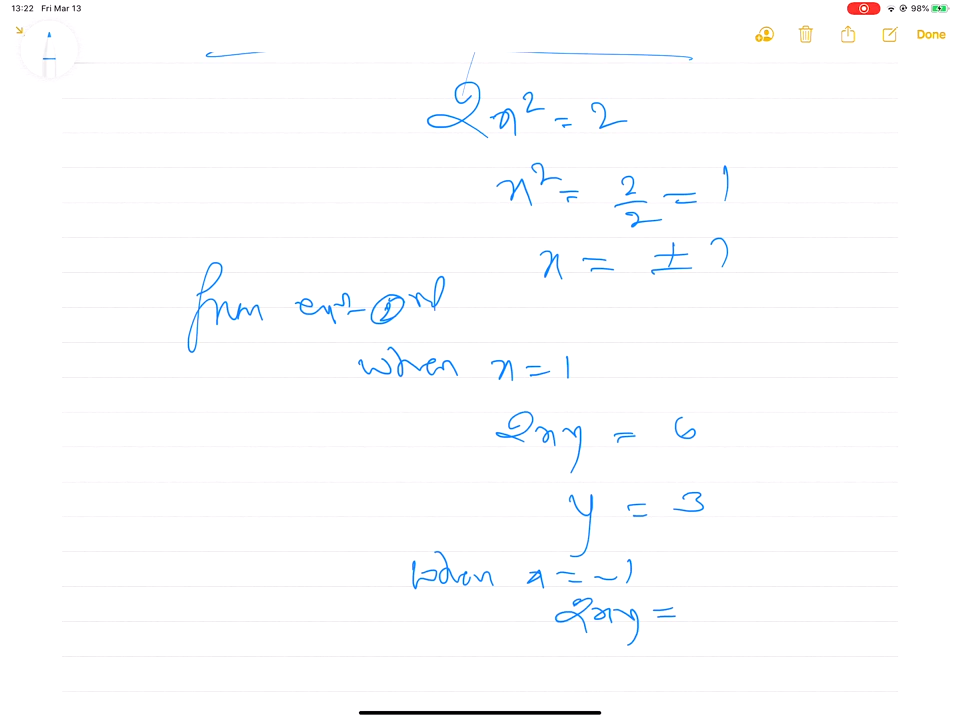 13:22 Fri Mar 13
98%
Done
2x² = 2
x² = 2/2 = 1
x = ± 1
from eqn - ②
when x = 1
2xy = 6
y = 3
when x = -1
2xy =